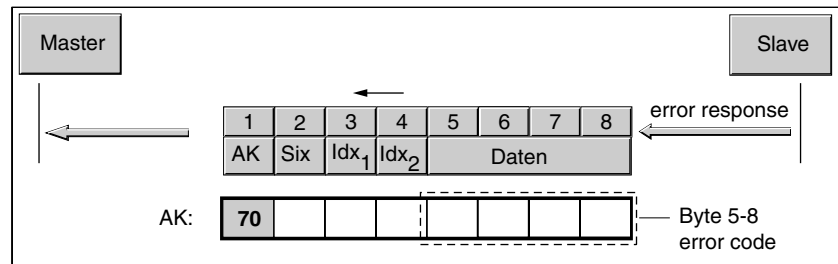 Master
Slave
error response
1 2 3 4 5 6 7 8
AK Six Idx1 Idx2 Daten
AK: 70
Byte 5-8
error code